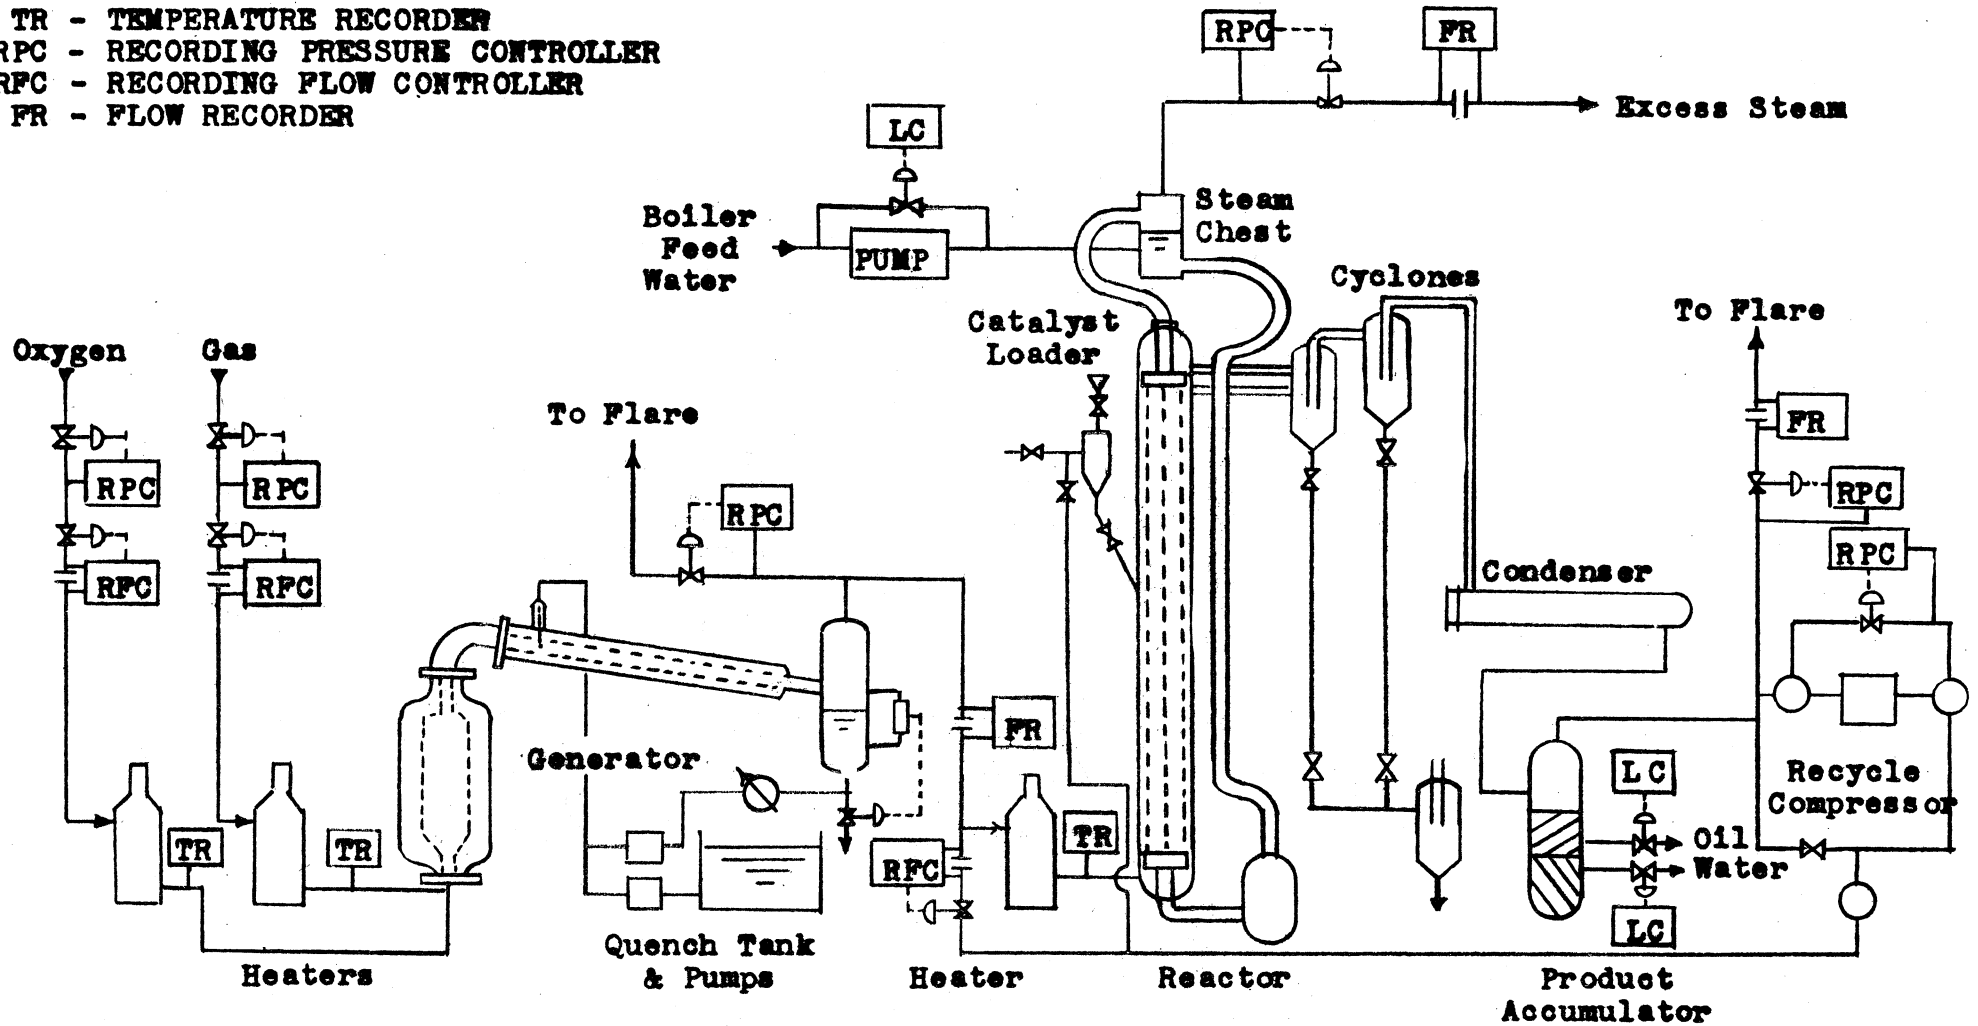 TR - TEMPERATURE RECORDER
RPC - RECORDING PRESSURE CONTROLLER
RFC - RECORDING FLOW CONTROLLER
FR - FLOW RECORDER
RPC
FR
Excess Steam
LC
Boiler
Feed
Water
PUMP
Steam
Chest
Cyclones
Catalyst
Loader
To Flare
Oxygen
Gas
To Flare
FR
RPC
RPC
RPC
RPC
RPC
RFC
RFC
Condenser
Generator
FR
TR
TR
TR
RFC
LC
Recycle
Compressor
Oil
Water
LC
Heaters
Quench Tank
& Pumps
Heater
Reactor
Product
Accumulator